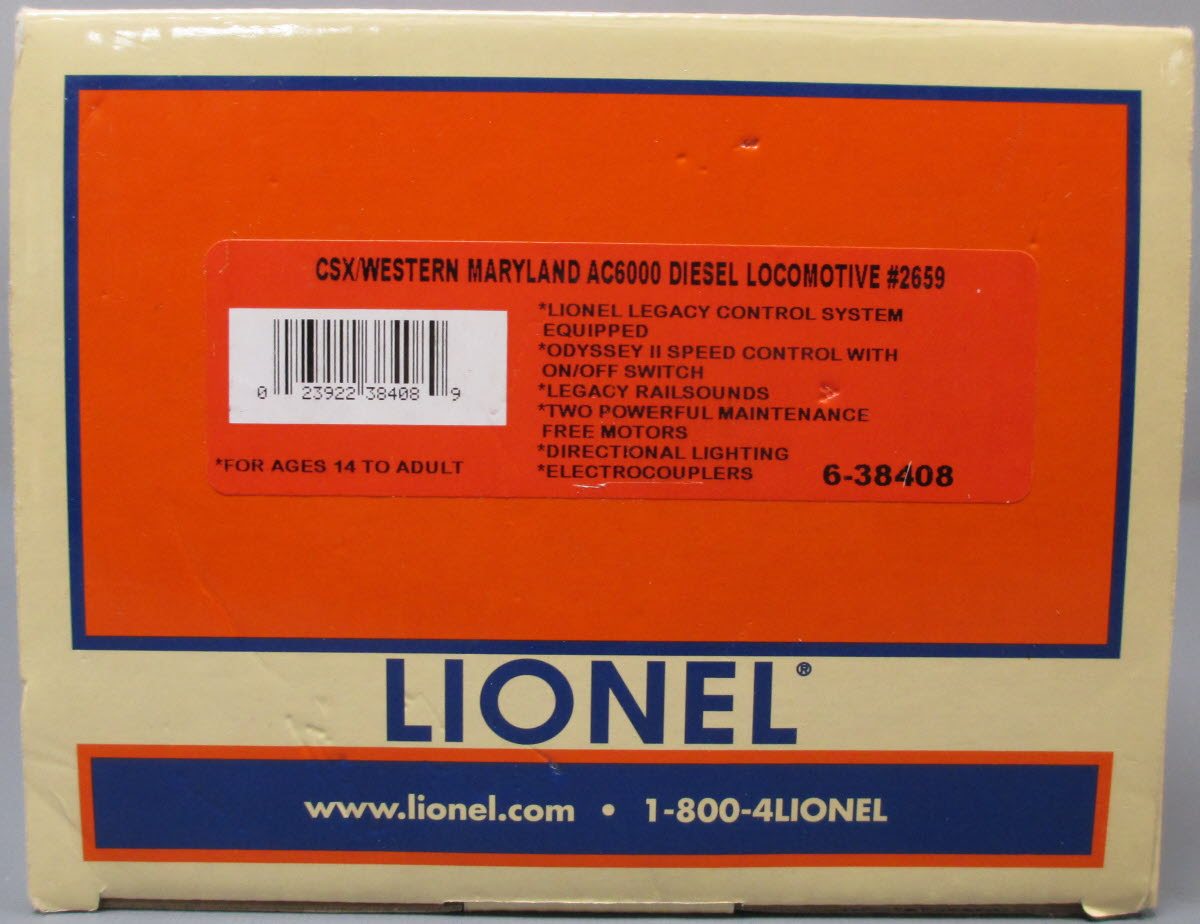 CSX/WESTERN MARYLAND AC6000 DIESEL LOCOMOTIVE #2659
*LIONEL LEGACY CONTROL SYSTEM
EQUIPPED
*ODYSSEY II SPEED CONTROL WITH
ON/OFF SWITCH
*LEGACY RAILSOUNDS
*TWO POWERFUL MAINTENANCE
FREE MOTORS
*DIRECTIONAL LIGHTING
*ELECTROCOUPLERS
0 23922 38408 9
*FOR AGES 14 TO ADULT
6-38408
LIONEL®
www.lionel.com • 1-800-4LIONEL